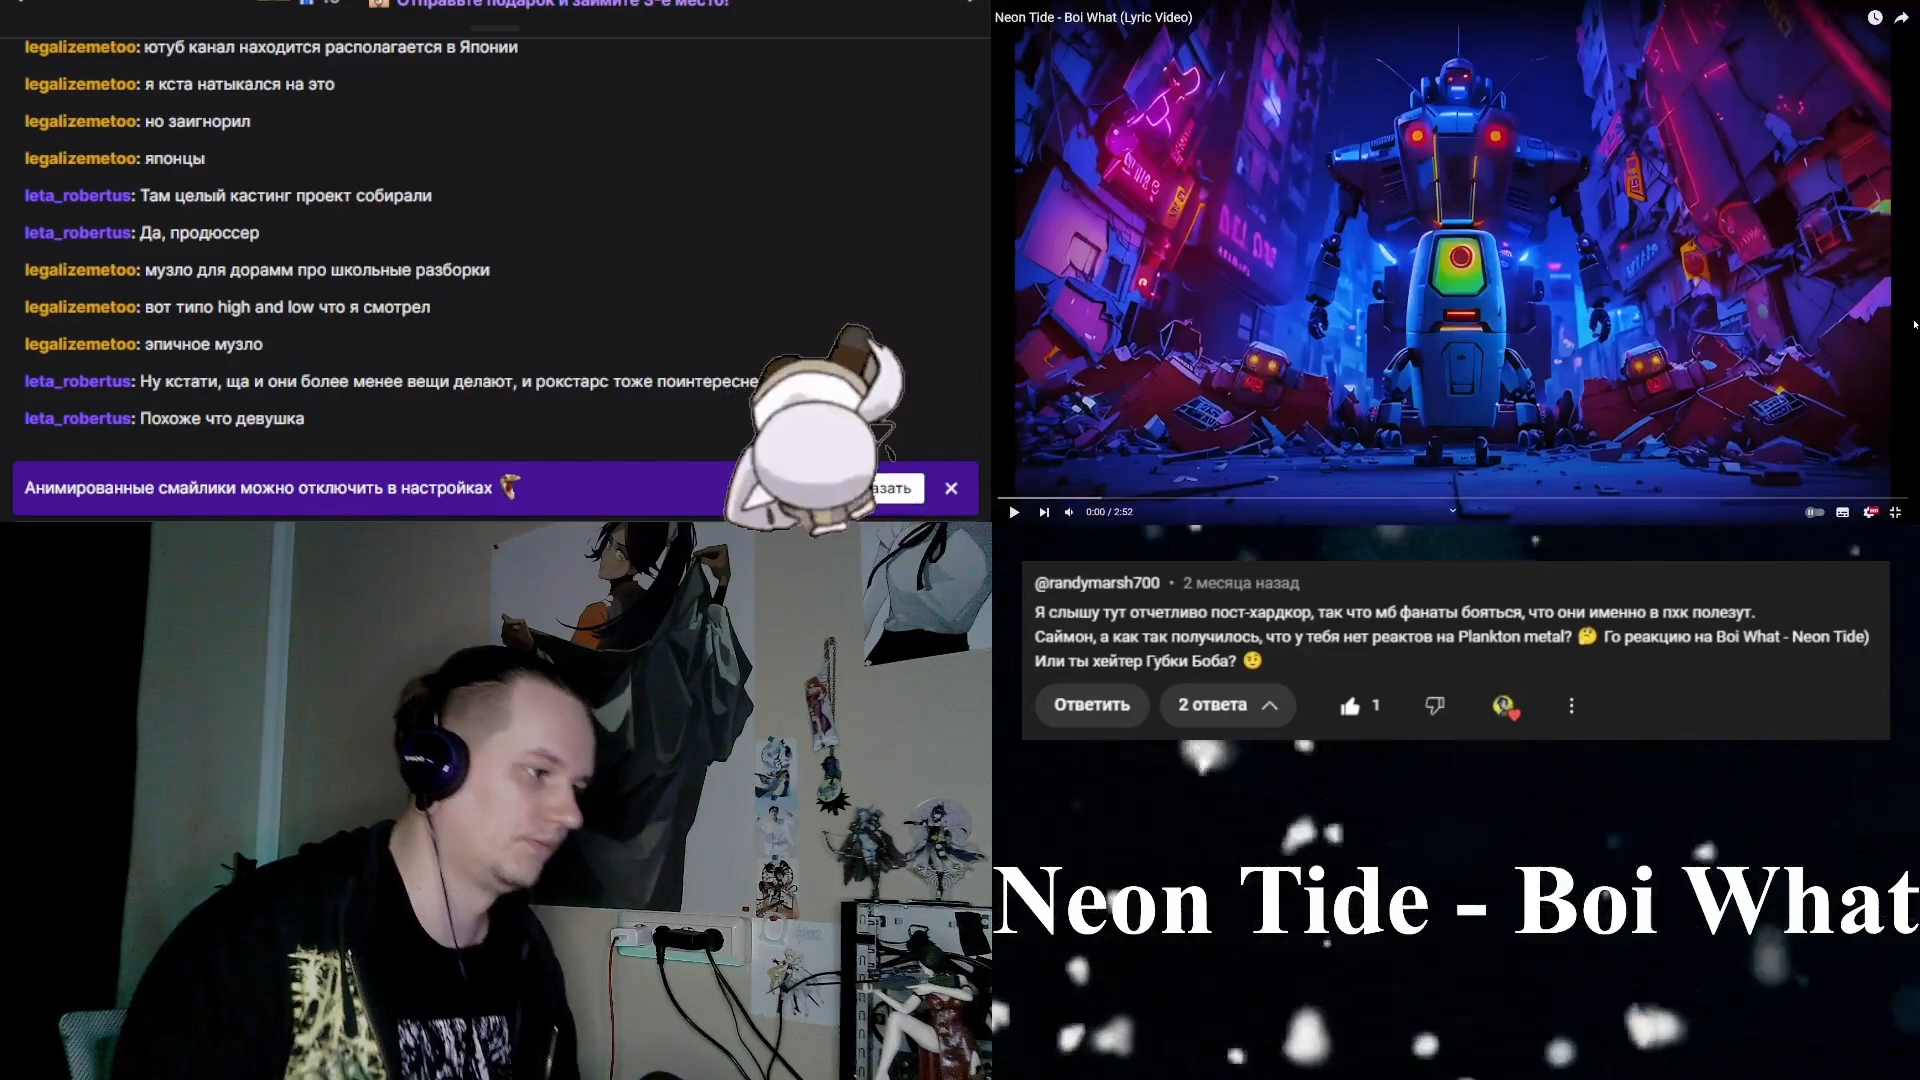 Отправьте подарок и займите 3-е место!
legalizemetoo: ютуб канал находится располагается в Японии
legalizemetoo: я кста натыкался на это
legalizemetoo: но заигнорил
legalizemetoo: японцы
leta_robertus: Там целый кастинг проект собирали
leta_robertus: Да, продюссер
legalizemetoo: музло для дорамм про школьные разборки
legalizemetoo: вот типо high and low что я смотрел
legalizemetoo: эпичное музло
leta_robertus: Ну кстати, ща и они более менее вещи делают, и рокстарс тоже поинтересне
leta_robertus: Похоже что девушка
Анимированные смайлики можно отключить в настройках
Neon Tide - Boi What (Lyric Video)
0:00 / 2:52
@randymarsh700 • 2 месяца назад
Я слышу тут отчетливо пост-хардкор, так что мб фанаты бояться, что они именно в пхк полезут.
Саймон, а как так получилось, что у тебя нет реактов на Plankton metal? 🤔 Го реакцию на Boi What - Neon Tide)
Или ты хейтер Губки Боба? 🤨
Ответить
2 ответа
1
Neon Tide - Boi What